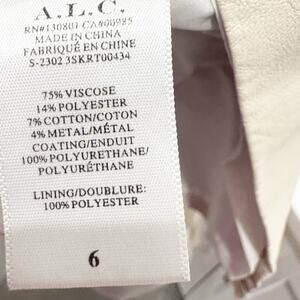 A.L.C.
RN#130801 CA#00985
MADE IN CHINA
FABRIQUÉ EN CHINE
S-2302 3SKRT00434
75% VISCOSE
14% POLYESTER
7% COTTON/COTON
4% METAL/MÉTAL
COATING/ENDUIT
100% POLYURETHANE/
POLYURÉTHANE
LINING/DOUBLURE:
100% POLYESTER
6